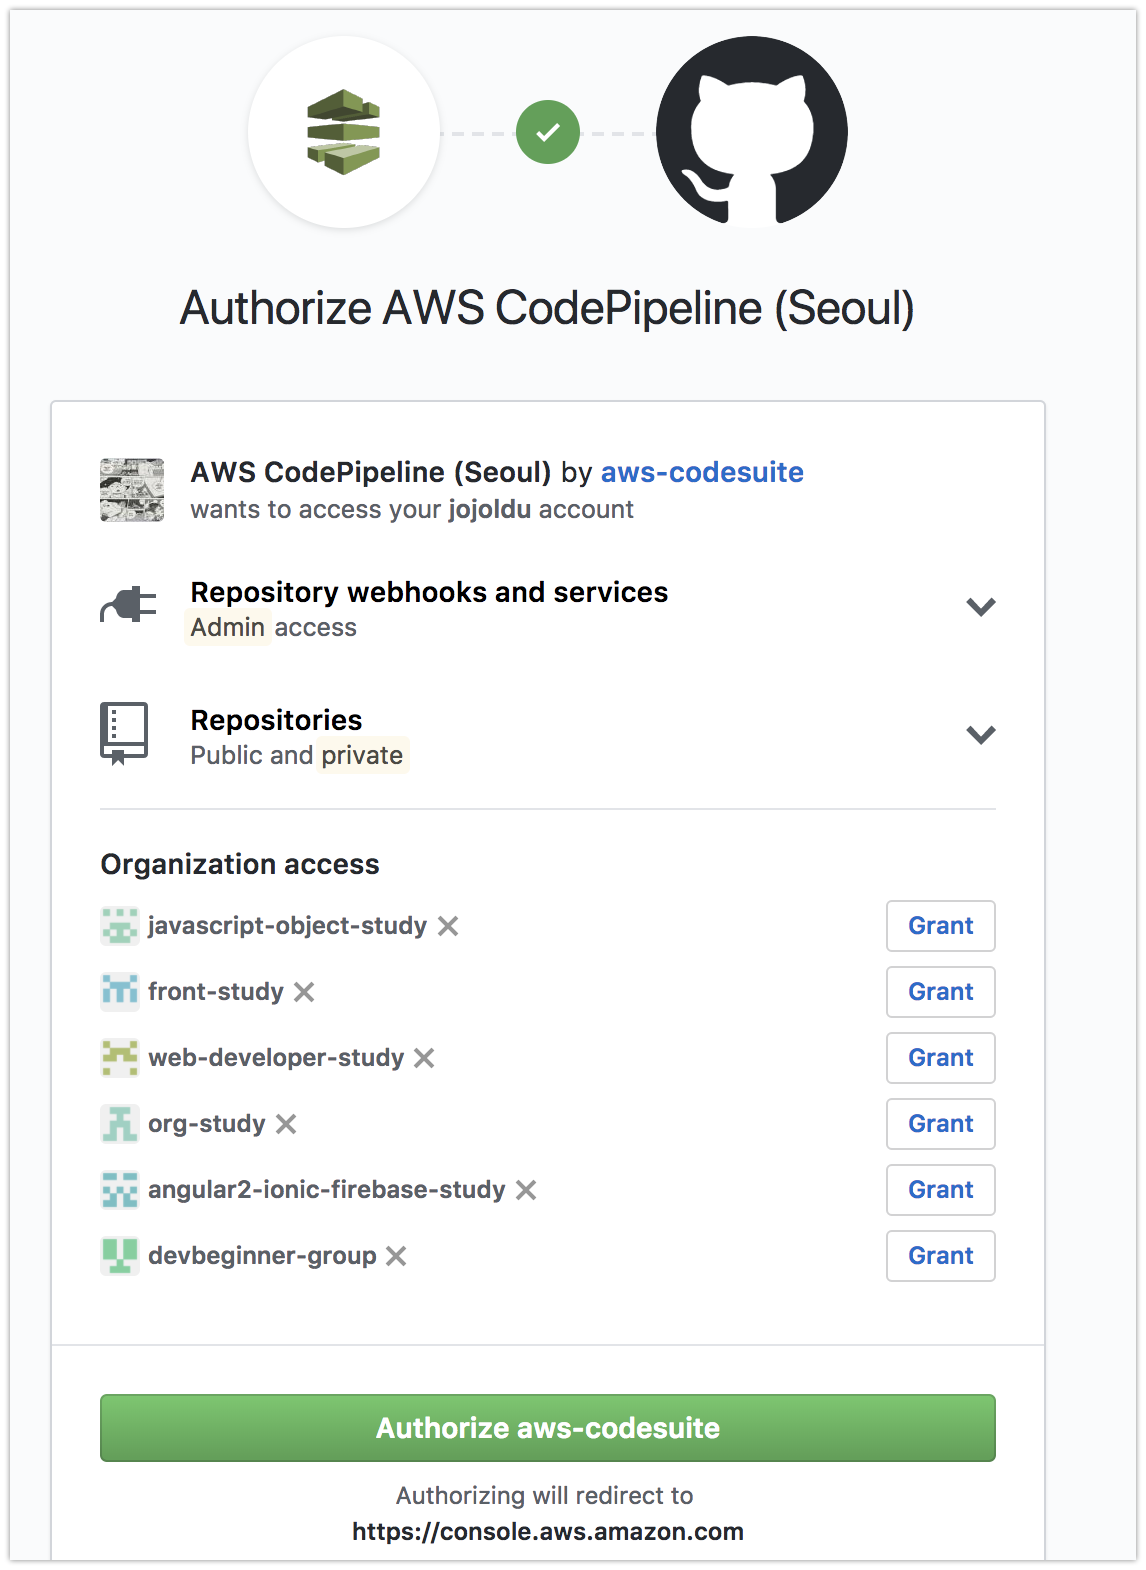 Authorize AWS CodePipeline (Seoul)
AWS CodePipeline (Seoul) by aws-codesuite
wants to access your jojoldu account
Repository webhooks and services
Admin access
Repositories
Public and private
Organization access
javascript-object-study
Grant
front-study
Grant
web-developer-study
Grant
org-study
Grant
angular2-ionic-firebase-study
Grant
devbeginner-group
Grant
Authorize aws-codesuite
Authorizing will redirect to
https://console.aws.amazon.com